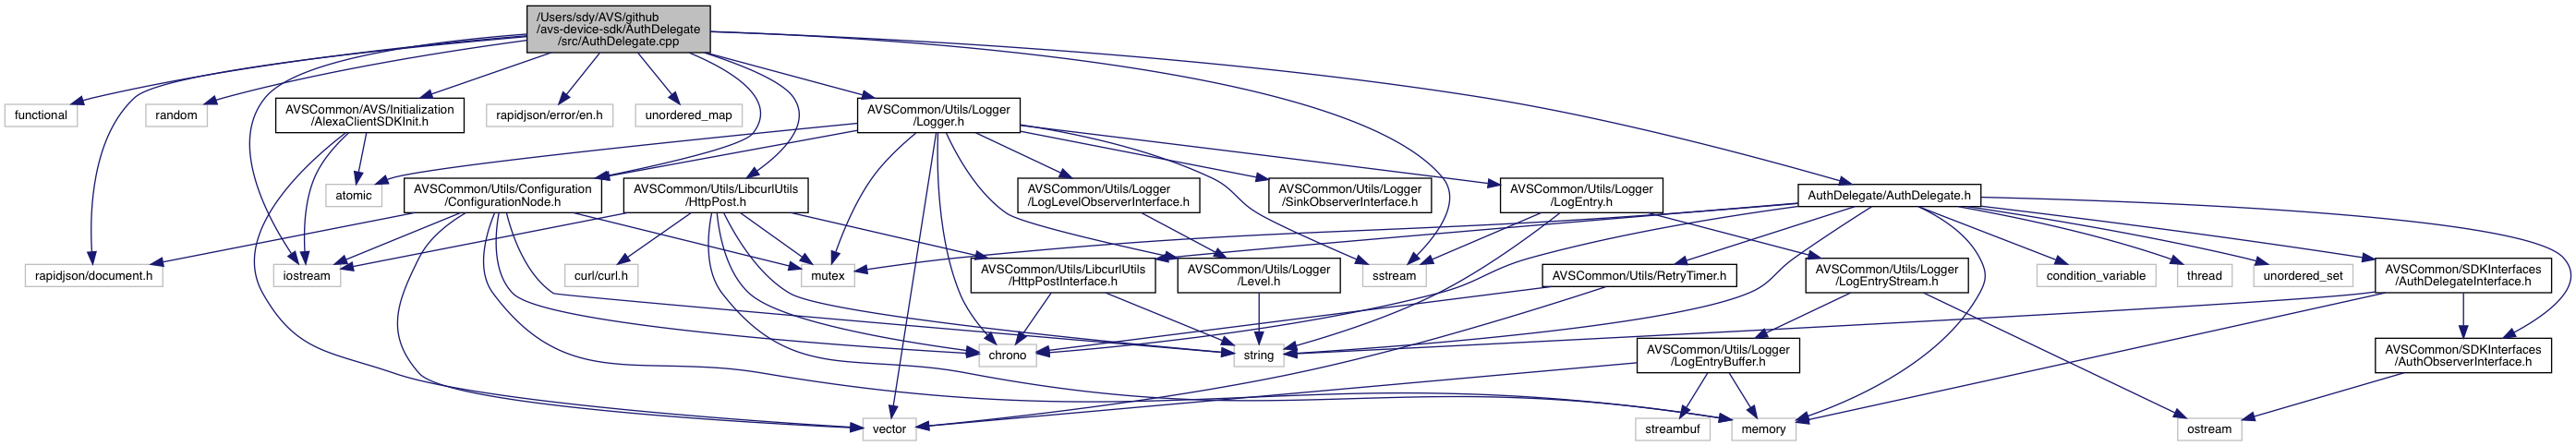 /Users/sdy/AVS/github
/avs-device-sdk/AuthDelegate
/src/AuthDelegate.cpp
functional
random
AVSCommon/AVS/Initialization
/AlexaClientSDKInit.h
rapidjson/error/en.h
unordered_map
AVSCommon/Utils/Logger
/Logger.h
atomic
AVSCommon/Utils/Configuration
/ConfigurationNode.h
AVSCommon/Utils/LibcurlUtils
/HttpPost.h
AVSCommon/Utils/Logger
/LogLevelObserverInterface.h
AVSCommon/Utils/Logger
/SinkObserverInterface.h
AVSCommon/Utils/Logger
/LogEntry.h
AuthDelegate/AuthDelegate.h
rapidjson/document.h
iostream
curl/curl.h
mutex
AVSCommon/Utils/LibcurlUtils
/HttpPostInterface.h
AVSCommon/Utils/Logger
/Level.h
sstream
AVSCommon/Utils/RetryTimer.h
AVSCommon/Utils/Logger
/LogEntryStream.h
condition_variable
thread
unordered_set
AVSCommon/SDKInterfaces
/AuthDelegateInterface.h
chrono
string
AVSCommon/Utils/Logger
/LogEntryBuffer.h
AVSCommon/SDKInterfaces
/AuthObserverInterface.h
vector
streambuf
memory
ostream